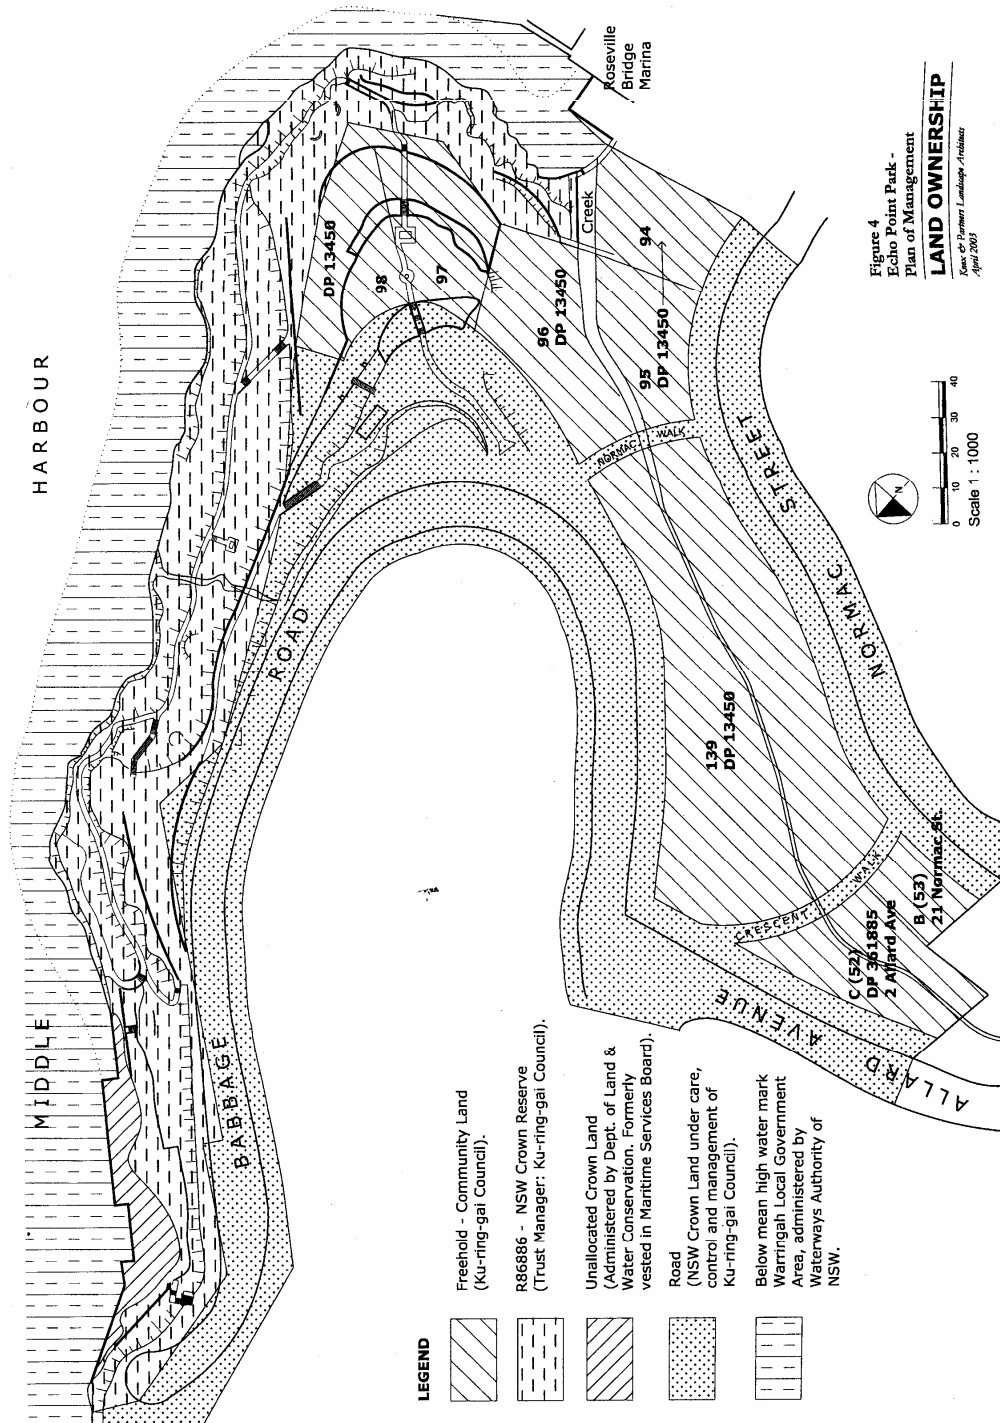 MIDDLE
HARBOUR
Roseville
Bridge
Marina
DP 13450
98
97
96
DP 13450
Creek
94
95
DP 13450
NORMAC WALK
BABBAGE
ROAD
139
DP 13450
NORMAC
STREET
CRESCENT WALK
ALLARD
AVENUE
ALLARD
C (52)
DP 361885
2 Allard Ave
B (53)
21 Normac St.
LEGEND
Freehold - Community Land
(Ku-ring-gai Council).
R86886 - NSW Crown Reserve
(Trust Manager: Ku-ring-gai Council).
Unallocated Crown Land
(Administered by Dept. of Land &
Water Conservation. Formerly
vested in Maritime Services Board).
Road
(NSW Crown Land under care,
control and management of
Ku-ring-gai Council).
Below mean high water mark
Warringah Local Government
Area, administered by
Waterways Authority of
NSW.
N
0 10 20 30 40
Scale 1 : 1000
Figure 4
Echo Point Park -
Plan of Management
LAND OWNERSHIP
Knox & Partners Landscape Architects
April 2003